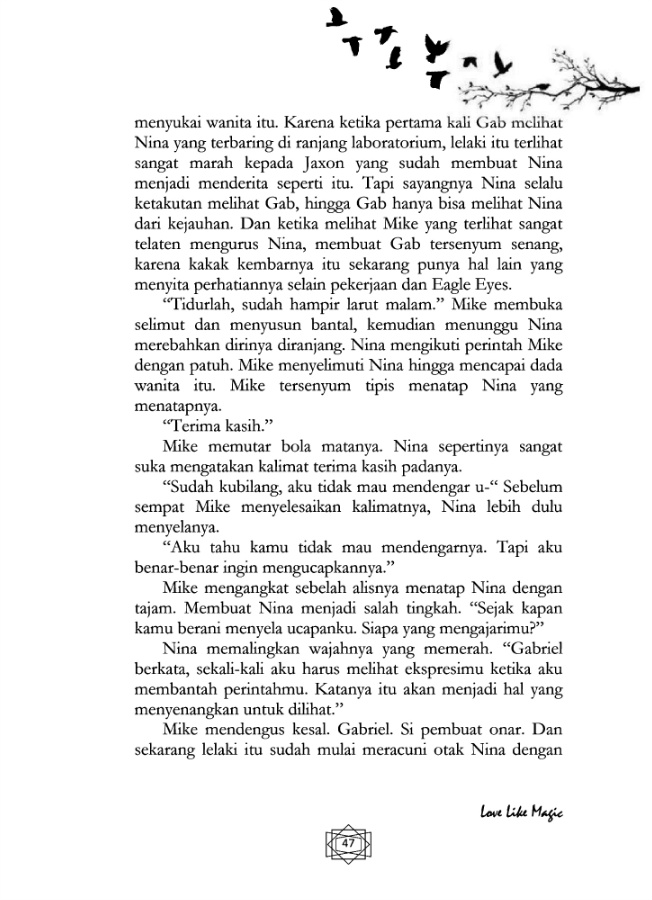 menyukai wanita itu. Karena ketika pertama kali Gab melihat
Nina yang terbaring di ranjang laboratorium, lelaki itu terlihat
sangat marah kepada Jaxon yang sudah membuat Nina
menjadi menderita seperti itu. Tapi sayangnya Nina selalu
ketakutan melihat Gab, hingga Gab hanya bisa melihat Nina
dari kejauhan. Dan ketika melihat Mike yang terlihat sangat
telaten mengurus Nina, membuat Gab tersenyum senang,
karena kakak kembarnya itu sekarang punya hal lain yang
menyita perhatiannya selain pekerjaan dan Eagle Eyes.
“Tidurlah, sudah hampir larut malam.” Mike membuka
selimut dan menyusun bantal, kemudian menunggu Nina
merebahkan dirinya diranjang. Nina mengikuti perintah Mike
dengan patuh. Mike menyelimuti Nina hingga mencapai dada
wanita itu. Mike tersenyum tipis menatap Nina yang
menatapnya.
“Terima kasih.”
Mike memutar bola matanya. Nina sepertinya sangat
suka mengatakan kalimat terima kasih padanya.
“Sudah kubilang, aku tidak mau mendengar u-“ Sebelum
sempat Mike menyelesaikan kalimatnya, Nina lebih dulu
menyelanya.
“Aku tahu kamu tidak mau mendengarnya. Tapi aku
benar-benar ingin mengucapkannya.”
Mike mengangkat sebelah alisnya menatap Nina dengan
tajam. Membuat Nina menjadi salah tingkah. “Sejak kapan
kamu berani menyela ucapanku. Siapa yang mengajarimu?”
Nina memalingkan wajahnya yang memerah. “Gabriel
berkata, sekali-kali aku harus melihat ekspresimu ketika aku
membantah perintahmu. Katanya itu akan menjadi hal yang
menyenangkan untuk dilihat.”
Mike mendengus kesal. Gabriel. Si pembuat onar. Dan
sekarang lelaki itu sudah mulai meracuni otak Nina dengan
Love Like Magic
47